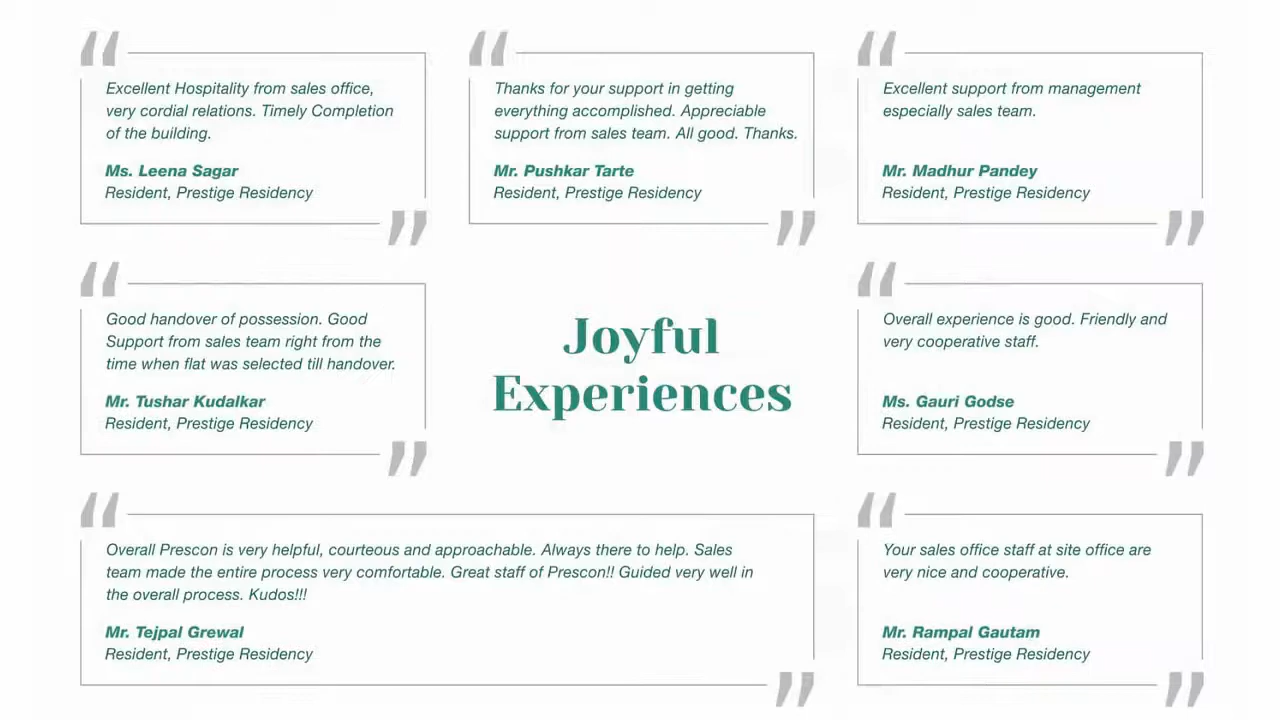 Excellent Hospitality from sales office,
very cordial relations. Timely Completion
of the building.
Ms. Leena Sagar
Resident, Prestige Residency
Thanks for your support in getting
everything accomplished. Appreciable
support from sales team. All good. Thanks.
Mr. Pushkar Tarte
Resident, Prestige Residency
Excellent support from management
especially sales team.
Mr. Madhur Pandey
Resident, Prestige Residency
Good handover of possession. Good
Support from sales team right from the
time when flat was selected till handover.
Mr. Tushar Kudalkar
Resident, Prestige Residency
Joyful
Experiences
Overall experience is good. Friendly and
very cooperative staff.
Ms. Gauri Godse
Resident, Prestige Residency
Overall Prescon is very helpful, courteous and approachable. Always there to help. Sales
team made the entire process very comfortable. Great staff of Prescon!! Guided very well in
the overall process. Kudos!!!
Mr. Tejpal Grewal
Resident, Prestige Residency
Your sales office staff at site office are
very nice and cooperative.
Mr. Rampal Gautam
Resident, Prestige Residency